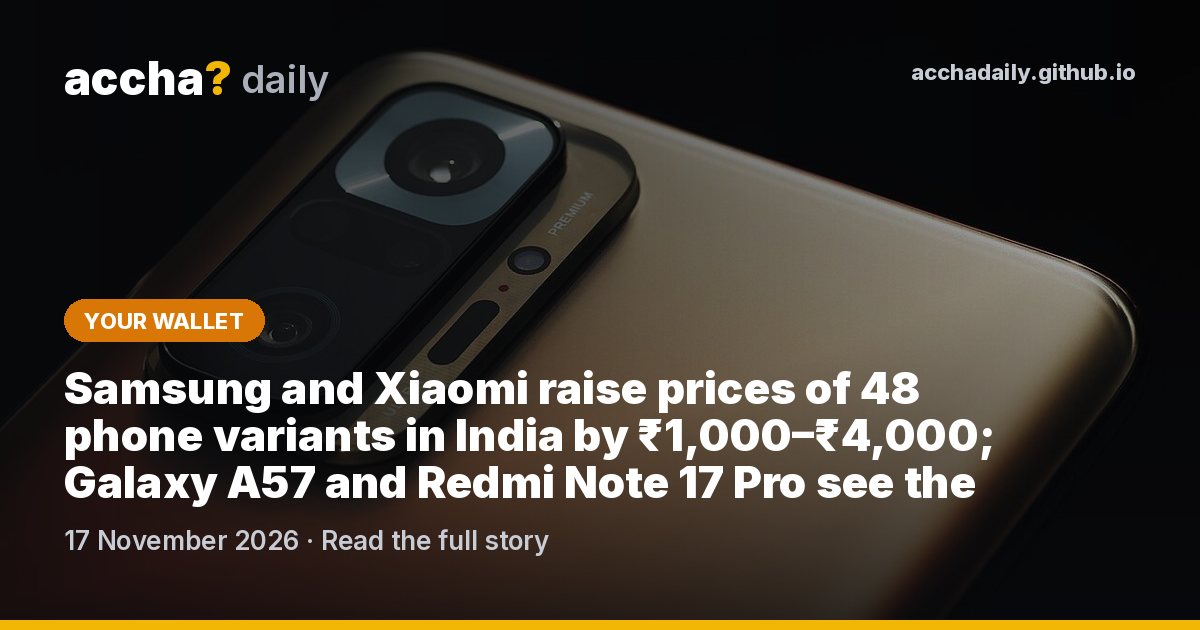 accha? daily
acchadaily.github.io
PREMIUM
YOUR WALLET
Samsung and Xiaomi raise prices of 48
phone variants in India by ₹1,000–₹4,000;
Galaxy A57 and Redmi Note 17 Pro see the
17 November 2026 · Read the full story